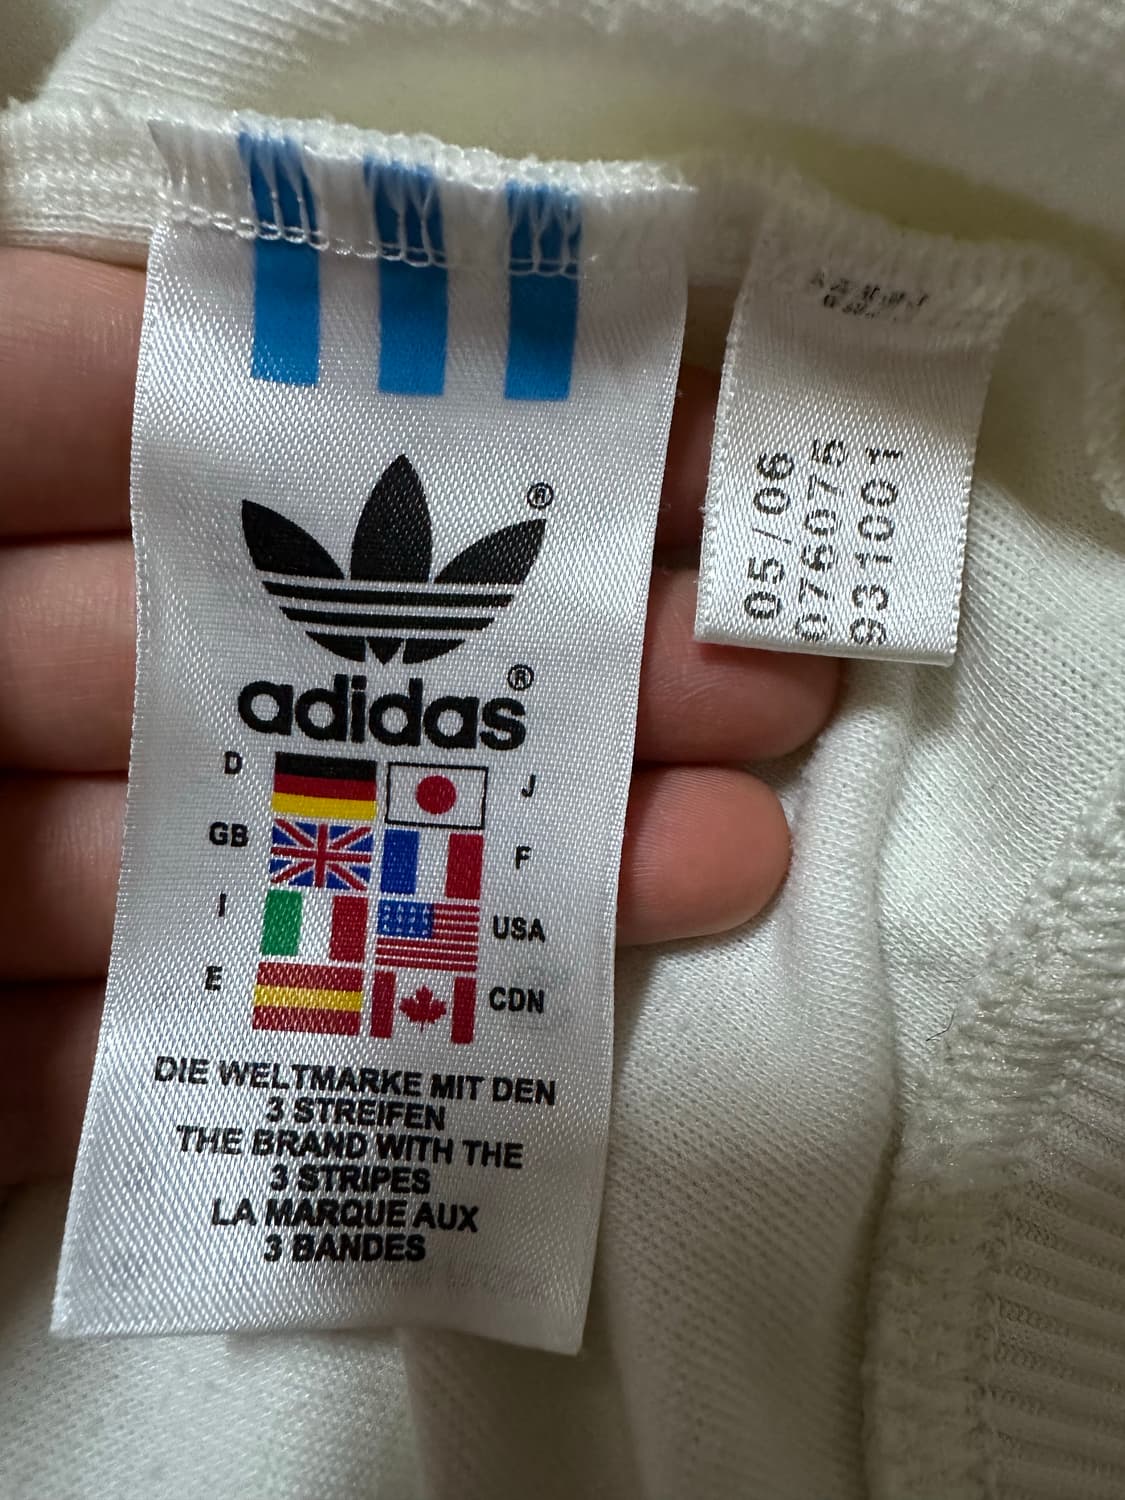 ®
adidas®
D
J
GB
F
I
USA
E
CDN
DIE WELTMARKE MIT DEN
3 STREIFEN
THE BRAND WITH THE
3 STRIPES
LA MARQUE AUX
3 BANDES
05/06
076075
931001